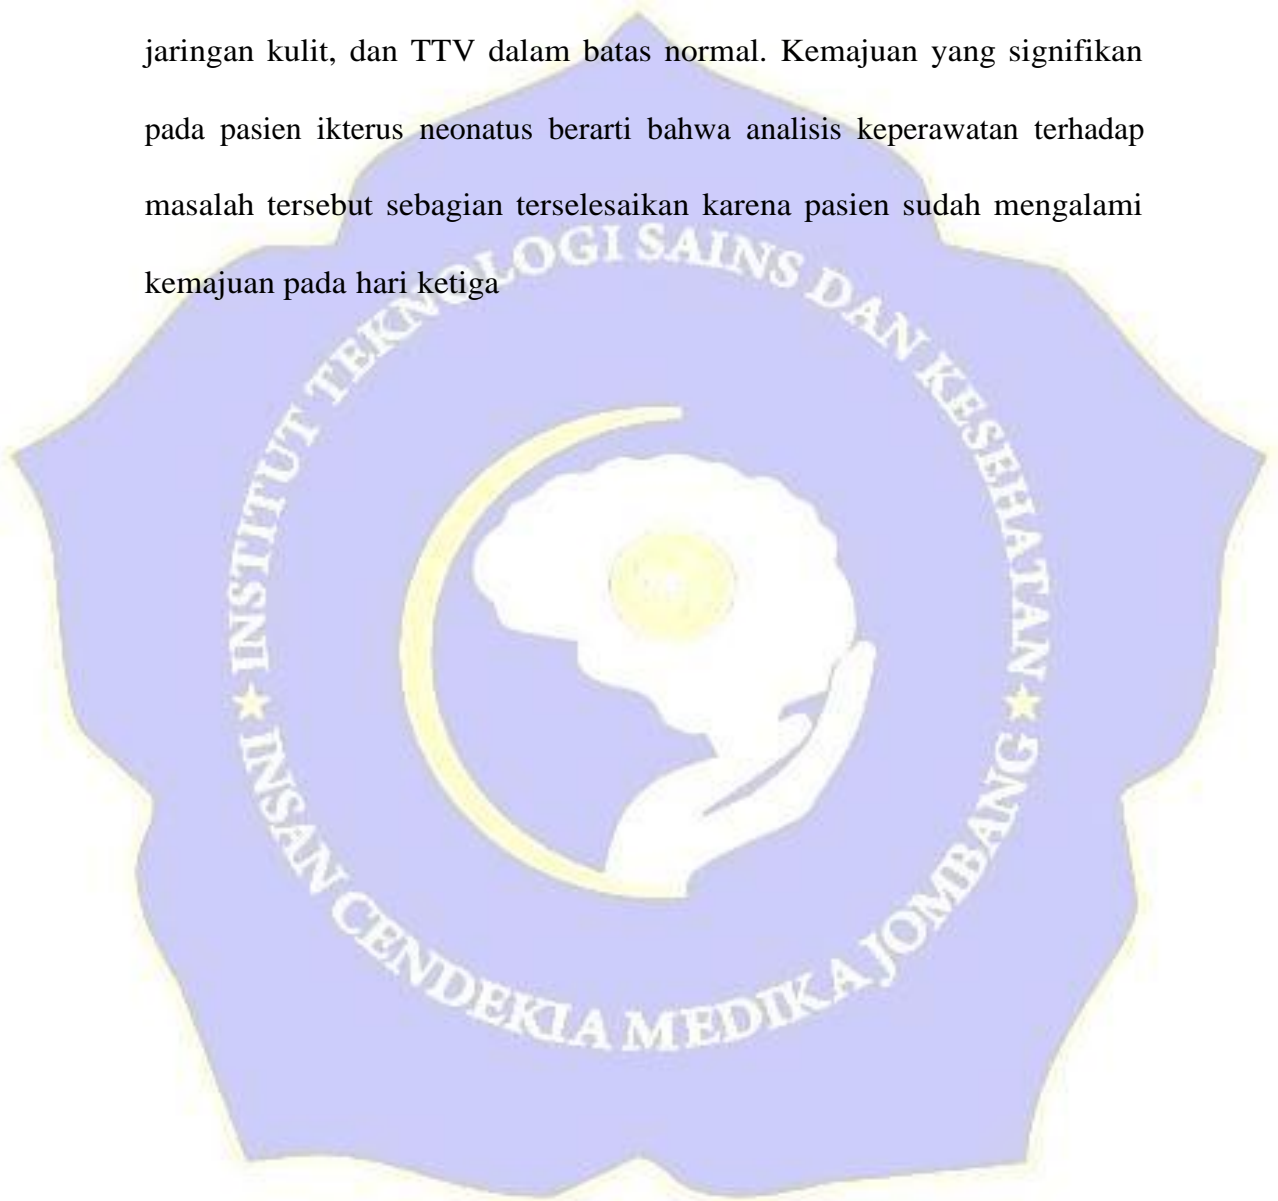 jaringan kulit, dan TTV dalam batas normal. Kemajuan yang signifikan
pada pasien ikterus neonatus berarti bahwa analisis keperawatan terhadap
masalah tersebut sebagian terselesaikan karena pasien sudah mengalami
kemajuan pada hari ketiga
INSTITUT TEKNOLOGI SAINS DAN KESEHATAN
INSAN CENDEKIA MEDIKA JOMBANG